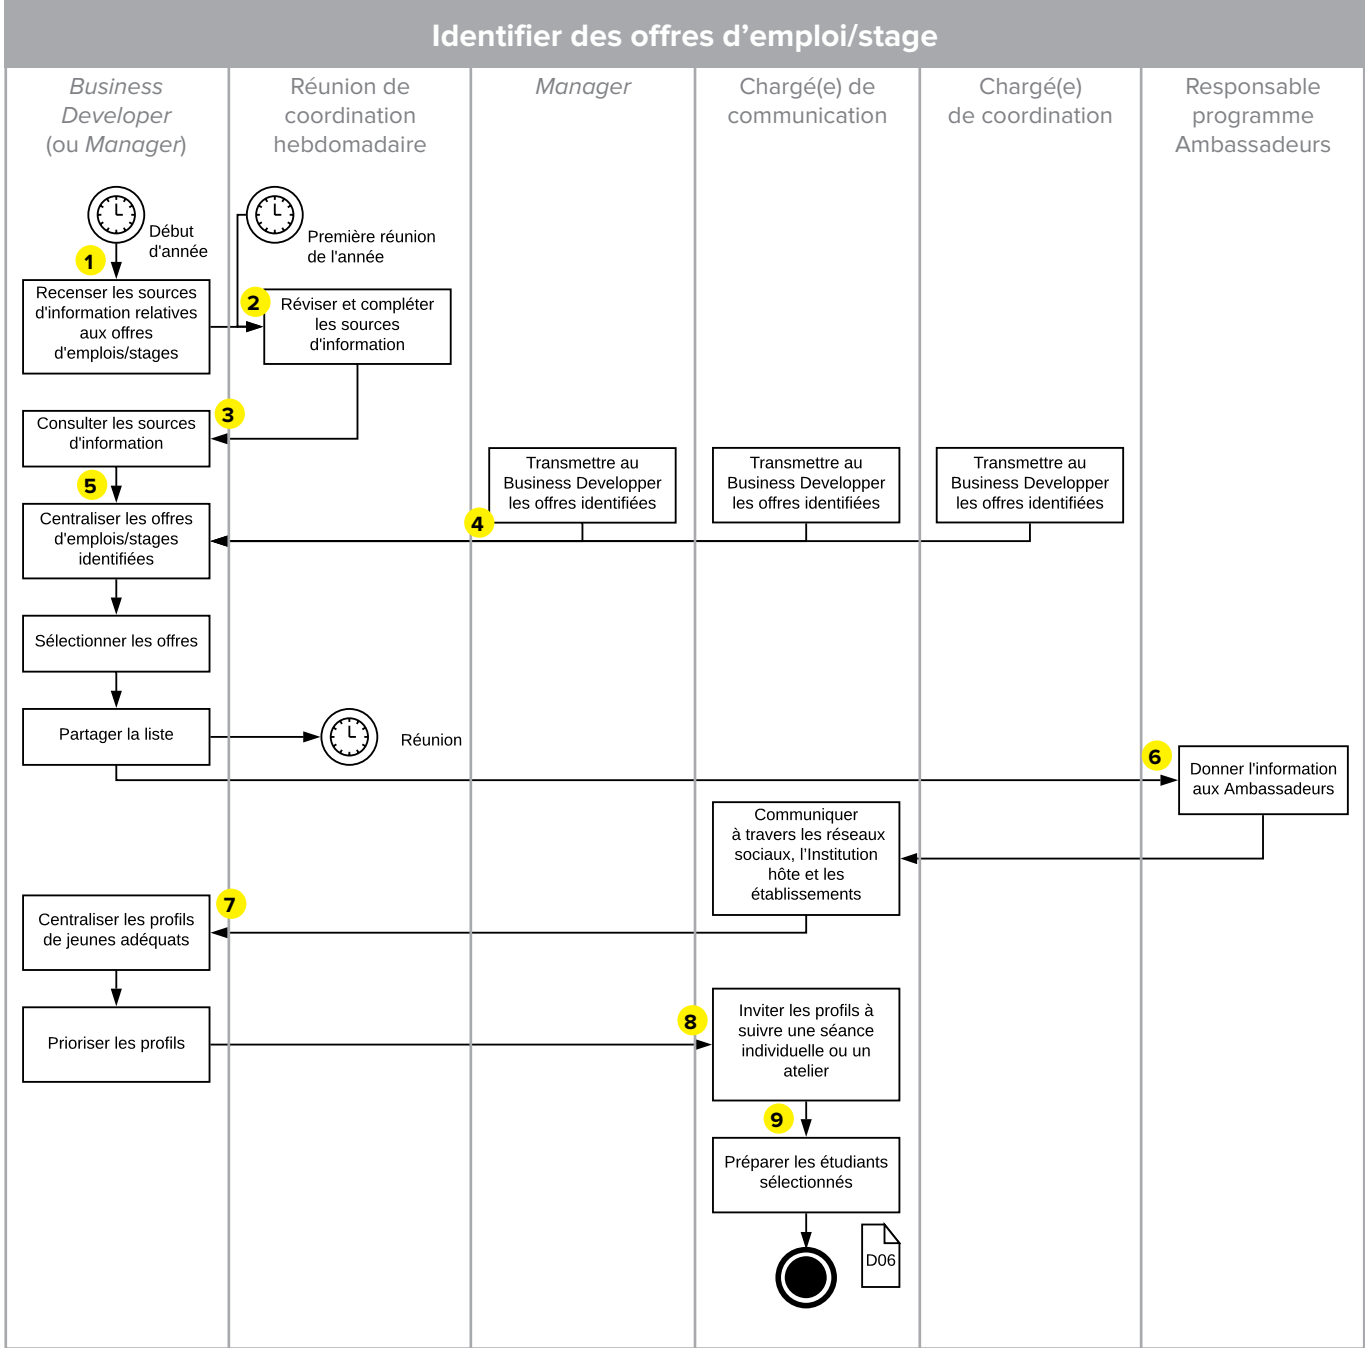 Identifier des offres d’emploi/stage
Business
Developer
(ou Manager)
Réunion de
coordination
hebdomadaire
Manager
Chargé(e) de
communication
Chargé(e)
de coordination
Responsable
programme
Ambassadeurs
Début
d'année
Première réunion
de l'année
1
Recenser les sources
d'information relatives
aux offres
d'emplois/stages
2
Réviser et compléter
les sources
d'information
3
Consulter les sources
d'information
Transmettre au
Business Developper
les offres identifiées
Transmettre au
Business Developper
les offres identifiées
Transmettre au
Business Developper
les offres identifiées
4
5
Centraliser les offres
d'emplois/stages
identifiées
Sélectionner les offres
Partager la liste
Réunion
6
Donner l'information
aux Ambassadeurs
Communiquer
à travers les réseaux
sociaux, l’Institution
hôte et les
établissements
7
Centraliser les profils
de jeunes adéquats
Prioriser les profils
8
Inviter les profils à
suivre une séance
individuelle ou un
atelier
9
Préparer les étudiants
sélectionnés
D06